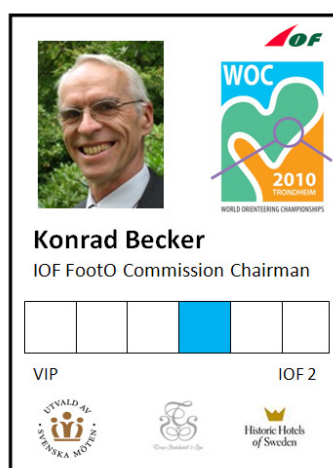 IOF
WOC
2010
TRONDHEIM
WORLD ORIENTEERING CHAMPIONSHIPS
Konrad Becker
IOF FootO Commission Chairman
VIP
IOF 2
UTVALD AV
SVENSKA MÖTEN
Historic Hotels
of Sweden